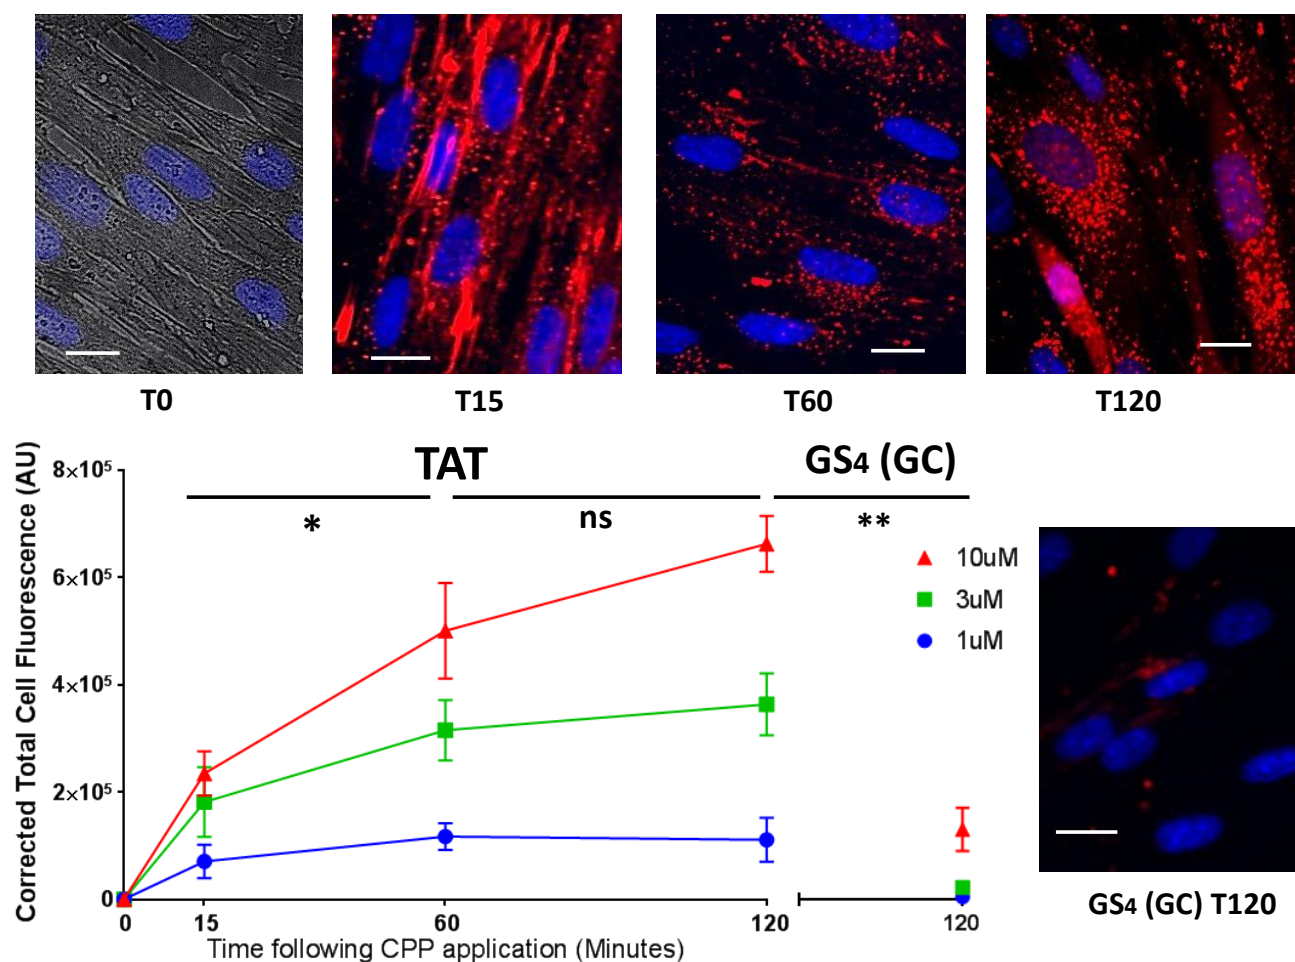 T0
T15
T60
T120
TAT
GS4 (GC)
*
ns
**
8×10⁵
6×10⁵
4×10⁵
2×10⁵
0
Corrected Total Cell Fluorescence (AU)
10uM
3uM
1uM
0
15
60
120
120
Time following CPP application (Minutes)
GS4 (GC) T120